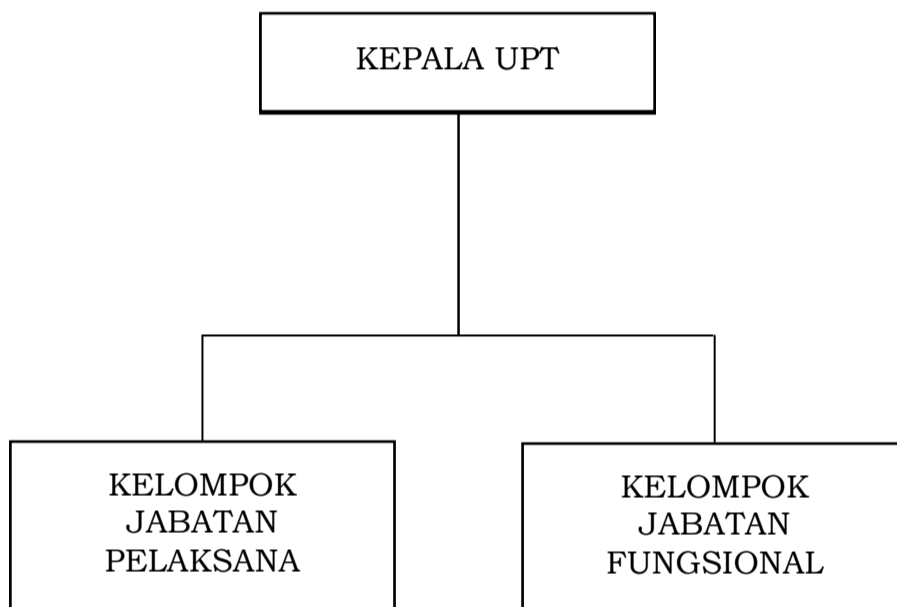 KEPALA UPT
KELOMPOK
JABATAN
PELAKSANA
KELOMPOK
JABATAN
FUNGSIONAL